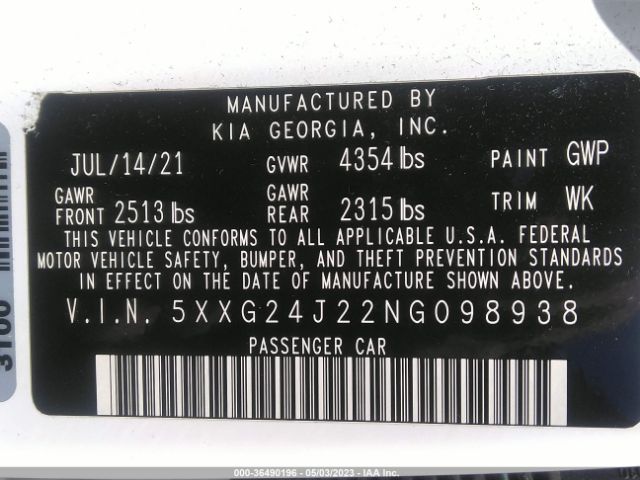 MANUFACTURED BY
KIA GEORGIA, INC.
JUL/14/21 GVWR 4354 lbs PAINT GWP
GAWR FRONT 2513 lbs GAWR REAR 2315 lbs TRIM WK
THIS VEHICLE CONFORMS TO ALL APPLICABLE U.S.A. FEDERAL
MOTOR VEHICLE SAFETY, BUMPER, AND THEFT PREVENTION STANDARDS
IN EFFECT ON THE DATE OF MANUFACTURE SHOWN ABOVE.
V.I.N. 5XXG24J22NG098938
PASSENGER CAR
000-36490196 - 05/03/2023 - © IAA Inc.